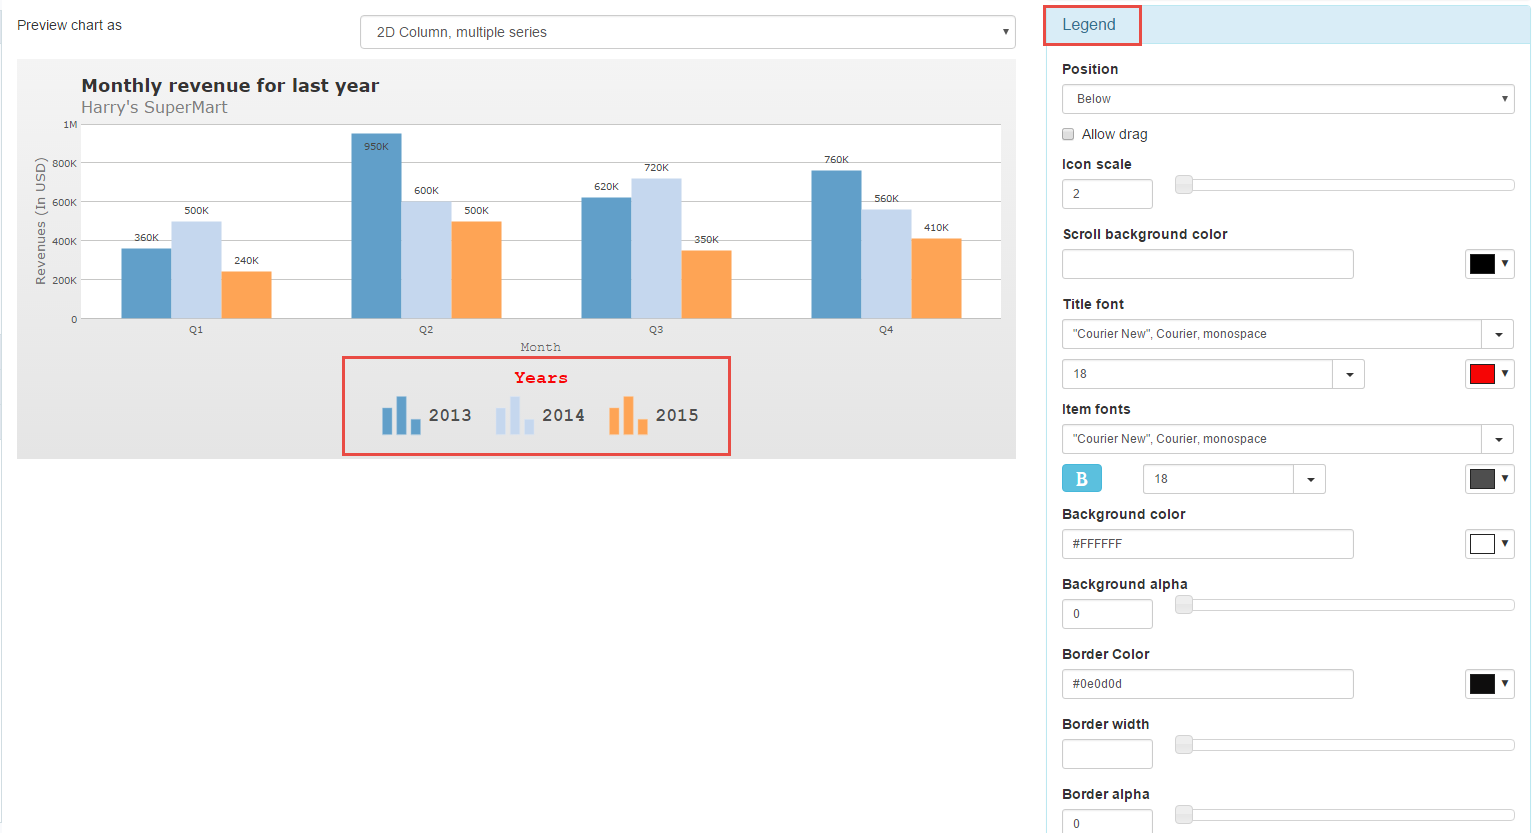 Preview chart as
2D Column, multiple series
Monthly revenue for last year
Harry's SuperMart
Revenues (In USD)
1M
800K
600K
400K
200K
0
360K
500K
240K
950K
600K
500K
620K
720K
350K
760K
560K
410K
Q1 Q2 Q3 Q4
Month
Years
2013 2014 2015
Legend
Position
Below
Allow drag
Icon scale
2
Scroll background color
Title font
"Courier New", Courier, monospace
18
Item fonts
"Courier New", Courier, monospace
B 18
Background color
#FFFFFF
Background alpha
0
Border Color
#0e0d0d
Border width
Border alpha
0